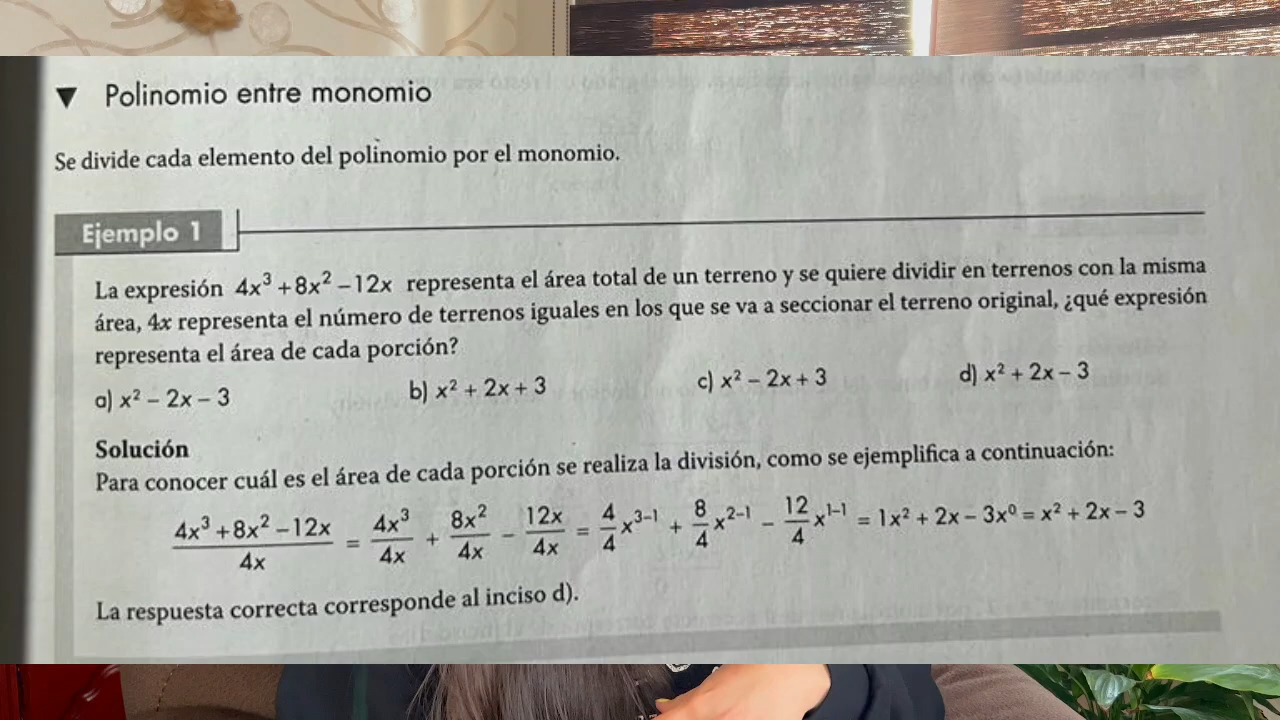 ▼ Polinomio entre monomio
Se divide cada elemento del polinomio por el monomio.
Ejemplo 1
La expresión 4x³ + 8x² – 12x representa el área total de un terreno y se quiere dividir en terrenos con la misma
área, 4x representa el número de terrenos iguales en los que se va a seccionar el terreno original, ¿qué expresión
representa el área de cada porción?
a) x² – 2x – 3 b) x² + 2x + 3 c) x² – 2x + 3 d) x² + 2x – 3
Solución
Para conocer cuál es el área de cada porción se realiza la división, como se ejemplifica a continuación:
(4x³ + 8x² – 12x)/4x = 4x³/4x + 8x²/4x – 12x/4x = 4/4 x³⁻¹ + 8/4 x²⁻¹ – 12/4 x¹⁻¹ = 1x² + 2x – 3x⁰ = x² + 2x – 3
La respuesta correcta corresponde al inciso d).